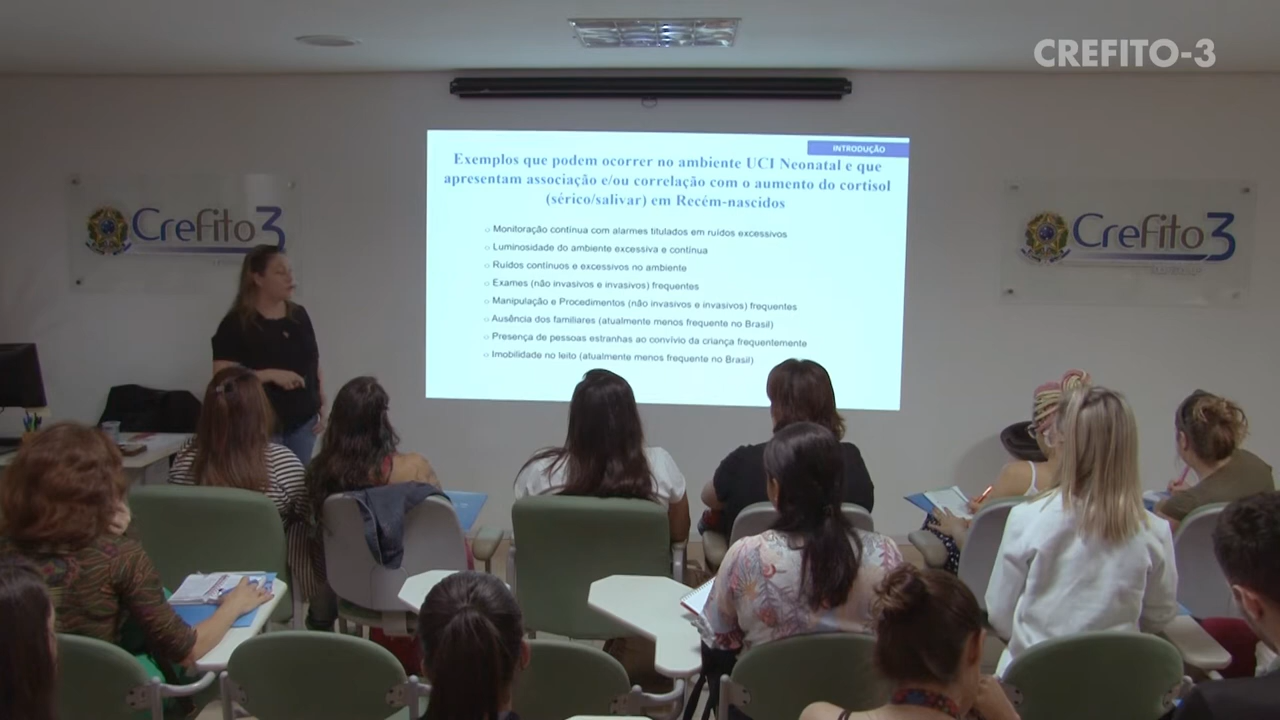 CREFITO-3
INTRODUÇÃO
Exemplos que podem ocorrer no ambiente UCI Neonatal e que
apresentam associação e/ou correlação com o aumento do cortisol
(sérico/salivar) em Recém-nascidos
○ Monitoração contínua com alarmes titulados em ruídos excessivos
○ Luminosidade do ambiente excessiva e contínua
○ Ruídos contínuos e excessivos no ambiente
○ Exames (não invasivos e invasivos) frequentes
○ Manipulação e Procedimentos (não invasivos e invasivos) frequentes
○ Ausência dos familiares (atualmente menos frequente no Brasil)
○ Presença de pessoas estranhas ao convívio da criança frequentemente
○ Imobilidade no leito (atualmente menos frequente no Brasil)
CreFito3
CreFito3